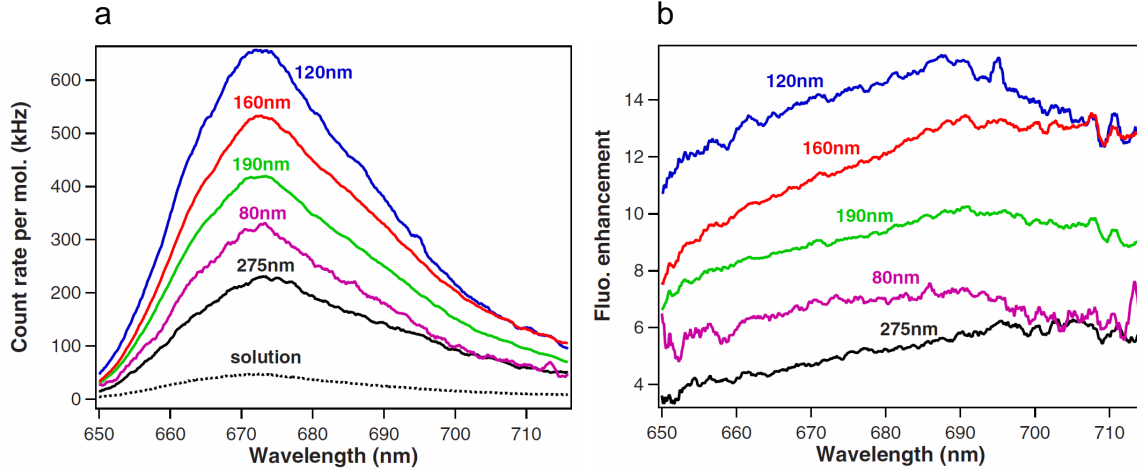 a
Count rate per mol. (kHz)
600
500
400
300
200
100
0
120nm
160nm
190nm
80nm
275nm
solution
650 660 670 680 690 700 710
Wavelength (nm)
b
Fluo. enhancement
14
12
10
8
6
4
120nm
160nm
190nm
80nm
275nm
650 660 670 680 690 700 710
Wavelength (nm)